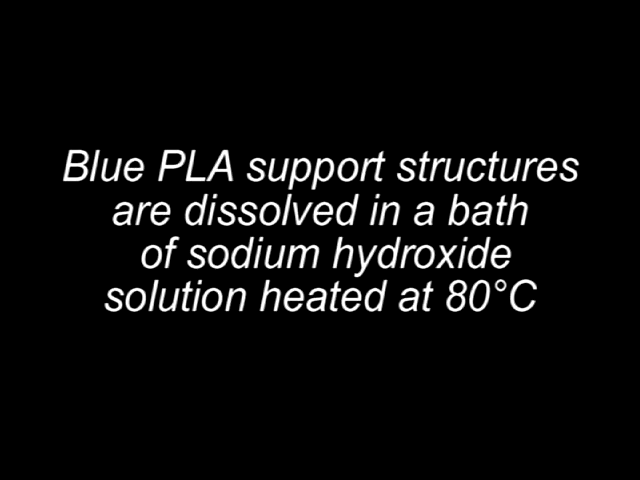 Blue PLA support structures
are dissolved in a bath
of sodium hydroxide
solution heated at 80°C